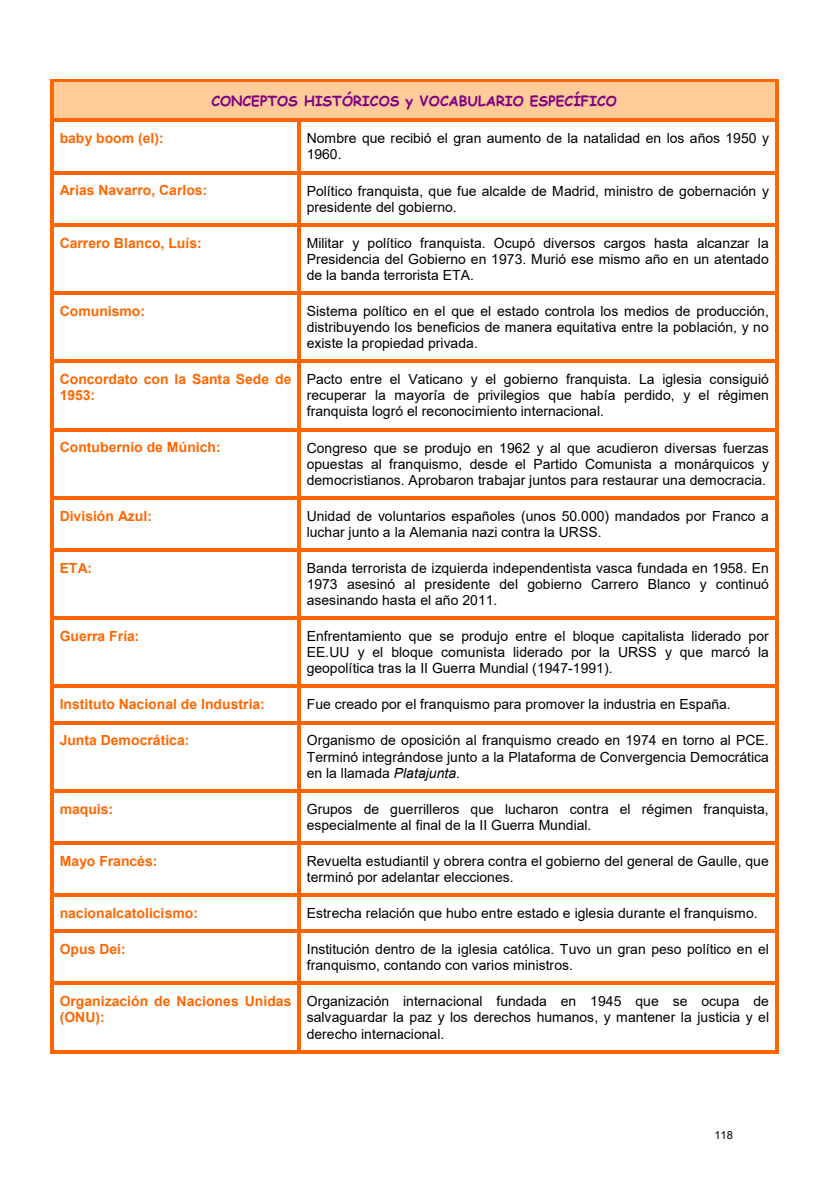 CONCEPTOS HISTÓRICOS y VOCABULARIO ESPECÍFICO
baby boom (el):
Nombre que recibió el gran aumento de la natalidad en los años 1950 y
1960.
Arias Navarro, Carlos:
Político franquista, que fue alcalde de Madrid, ministro de gobernación y
presidente del gobierno.
Carrero Blanco, Luís:
Militar y político franquista. Ocupó diversos cargos hasta alcanzar la
Presidencia del Gobierno en 1973. Murió ese mismo año en un atentado
de la banda terrorista ETA.
Comunismo:
Sistema político en el que el estado controla los medios de producción,
distribuyendo los beneficios de manera equitativa entre la población, y no
existe la propiedad privada.
Concordato con la Santa Sede de
1953:
Pacto entre el Vaticano y el gobierno franquista. La iglesia consiguió
recuperar la mayoría de privilegios que había perdido, y el régimen
franquista logró el reconocimiento internacional.
Contubernio de Múnich:
Congreso que se produjo en 1962 y al que acudieron diversas fuerzas
opuestas al franquismo, desde el Partido Comunista a monárquicos y
democristianos. Aprobaron trabajar juntos para restaurar una democracia.
División Azul:
Unidad de voluntarios españoles (unos 50.000) mandados por Franco a
luchar junto a la Alemania nazi contra la URSS.
ETA:
Banda terrorista de izquierda independentista vasca fundada en 1958. En
1973 asesinó al presidente del gobierno Carrero Blanco y continuó
asesinando hasta el año 2011.
Guerra Fría:
Enfrentamiento que se produjo entre el bloque capitalista liderado por
EE.UU y el bloque comunista liderado por la URSS y que marcó la
geopolítica tras la II Guerra Mundial (1947-1991).
Instituto Nacional de Industria:
Fue creado por el franquismo para promover la industria en España.
Junta Democrática:
Organismo de oposición al franquismo creado en 1974 en torno al PCE.
Terminó integrándose junto a la Plataforma de Convergencia Democrática
en la llamada Platajunta.
maquis:
Grupos de guerrilleros que lucharon contra el régimen franquista,
especialmente al final de la II Guerra Mundial.
Mayo Francés:
Revuelta estudiantil y obrera contra el gobierno del general de Gaulle, que
terminó por adelantar elecciones.
nacionalcatolicismo:
Estrecha relación que hubo entre estado e iglesia durante el franquismo.
Opus Dei:
Institución dentro de la iglesia católica. Tuvo un gran peso político en el
franquismo, contando con varios ministros.
Organización de Naciones Unidas
(ONU):
Organización internacional fundada en 1945 que se ocupa de
salvaguardar la paz y los derechos humanos, y mantener la justicia y el
derecho internacional.
118